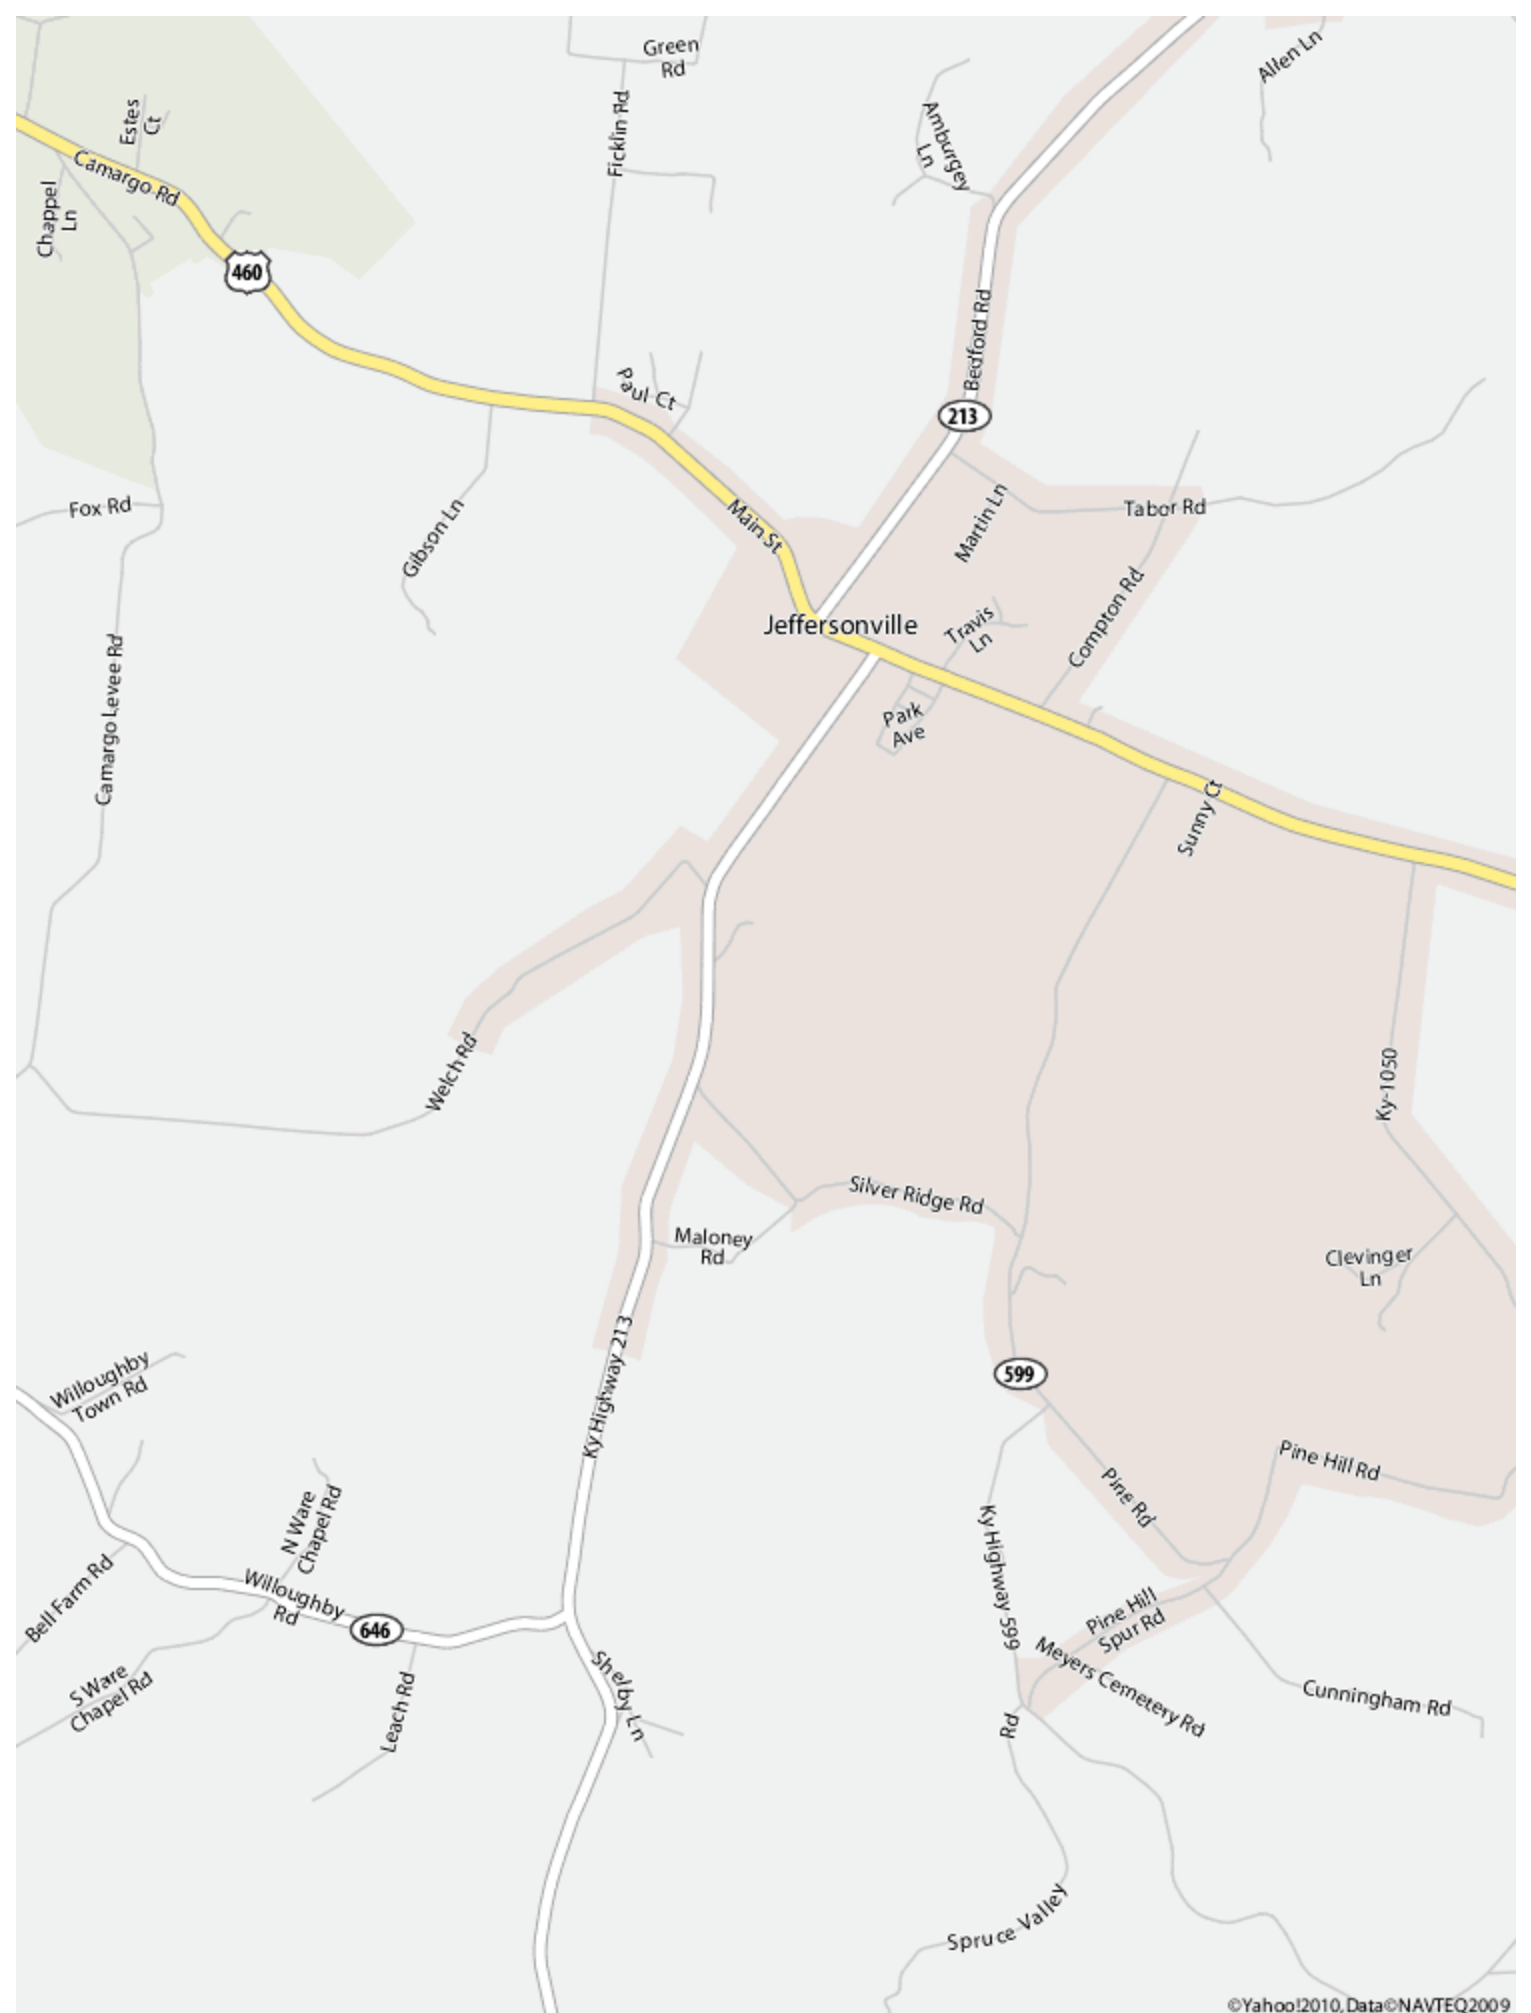 Green
Rd
Allen Ln
Ficklin Rd
Estes
Ct
Amburgey
Ln
Camargo Rd
Chappel
Ln
460
Bedford Rd
Paul Ct
213
Fox Rd
Gibson Ln
Main St
Martin Ln
Tabor Rd
Compton Rd
Travis
Ln
Jeffersonville
Camargo Levee Rd
Park
Ave
Sunny Ct
Welch Rd
Ky-1050
Silver Ridge Rd
Maloney
Rd
Clevinger
Ln
Ky Highway 213
599
Willoughby
Town Rd
Pine Hill Rd
Pine Rd
N Ware
Chapel Rd
Ky Highway 599
Bell Farm Rd
Willoughby
Rd
646
Pine Hill
Spur Rd
Shelby Ln
Meyers Cemetery Rd
S Ware
Chapel Rd
Leach Rd
Cunningham Rd
Rd
Spruce Valley
©Yahoo!2010, Data©NAVTEQ2009